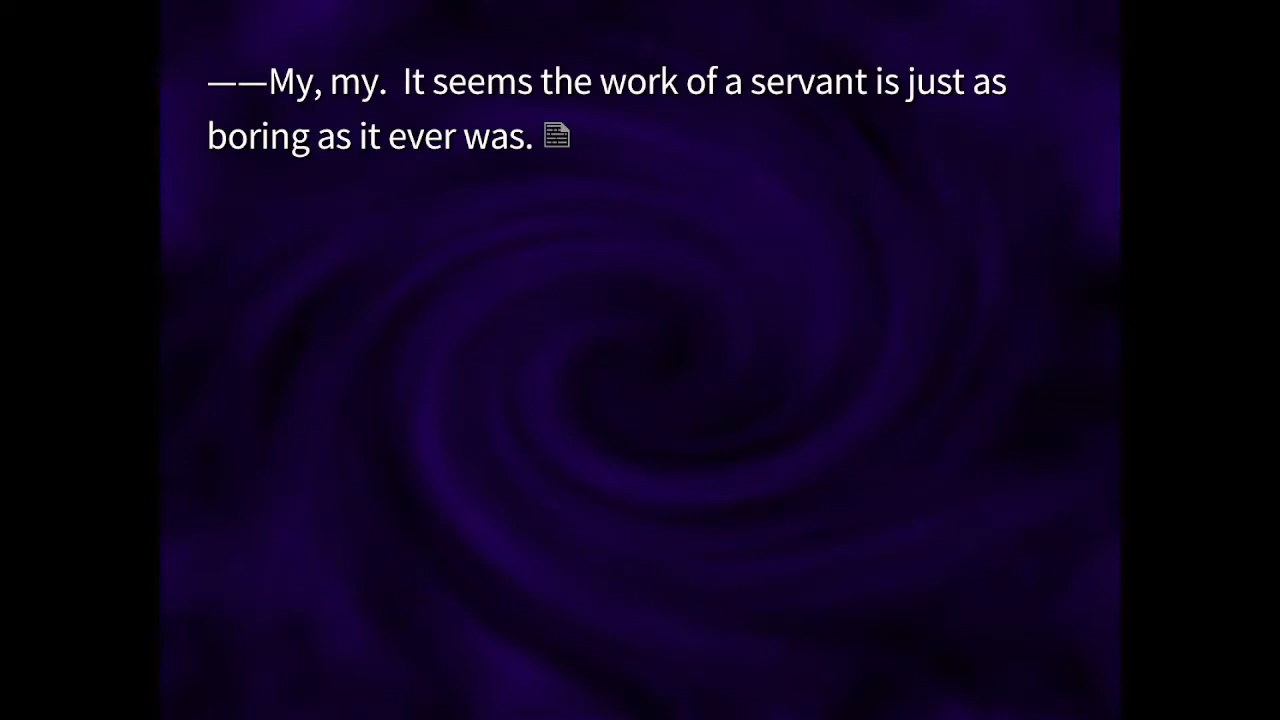 ——My, my.  It seems the work of a servant is just as
boring as it ever was.